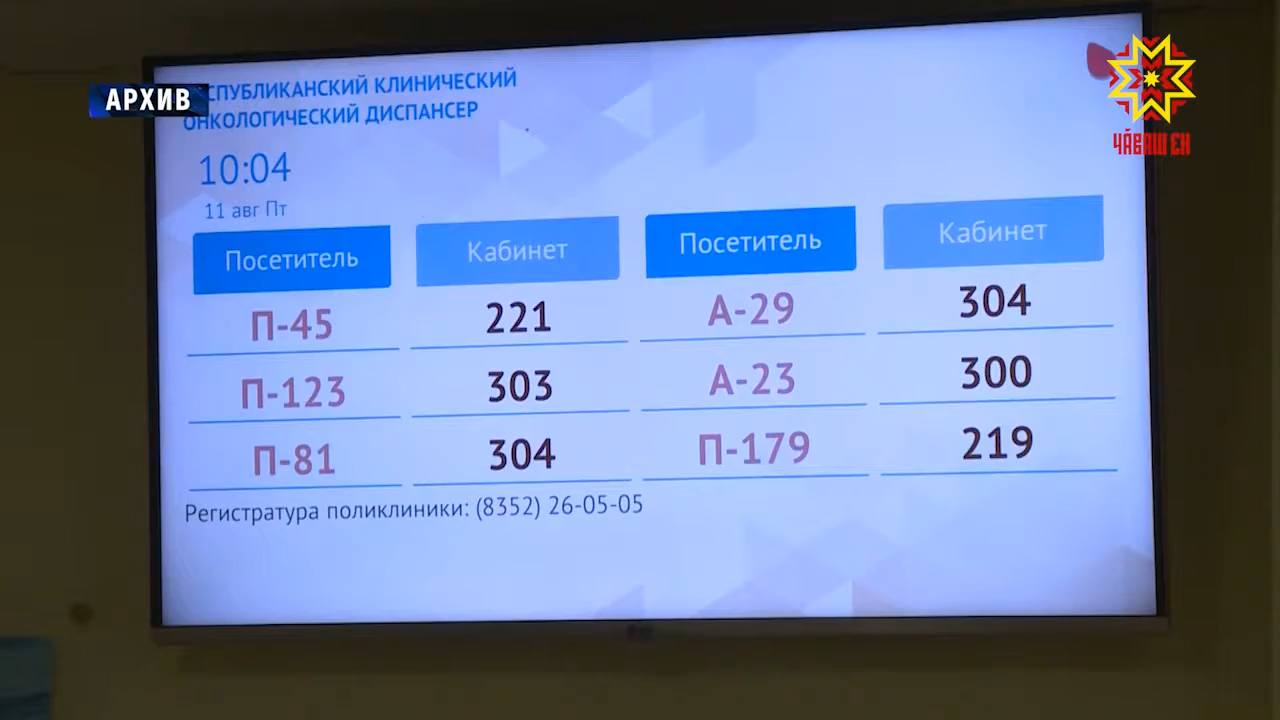 АРХИВ
СПУБЛИКАНСКИЙ КЛИНИЧЕСКИЙ
ОНКОЛОГИЧЕСКИЙ ДИСПАНСЕР
ЧӐВАШ ЕН
10:04
11 авг Пт
Посетитель Кабинет Посетитель Кабинет
П-45 221 А-29 304
П-123 303 А-23 300
П-81 304 П-179 219
Регистратура поликлиники: (8352) 26-05-05